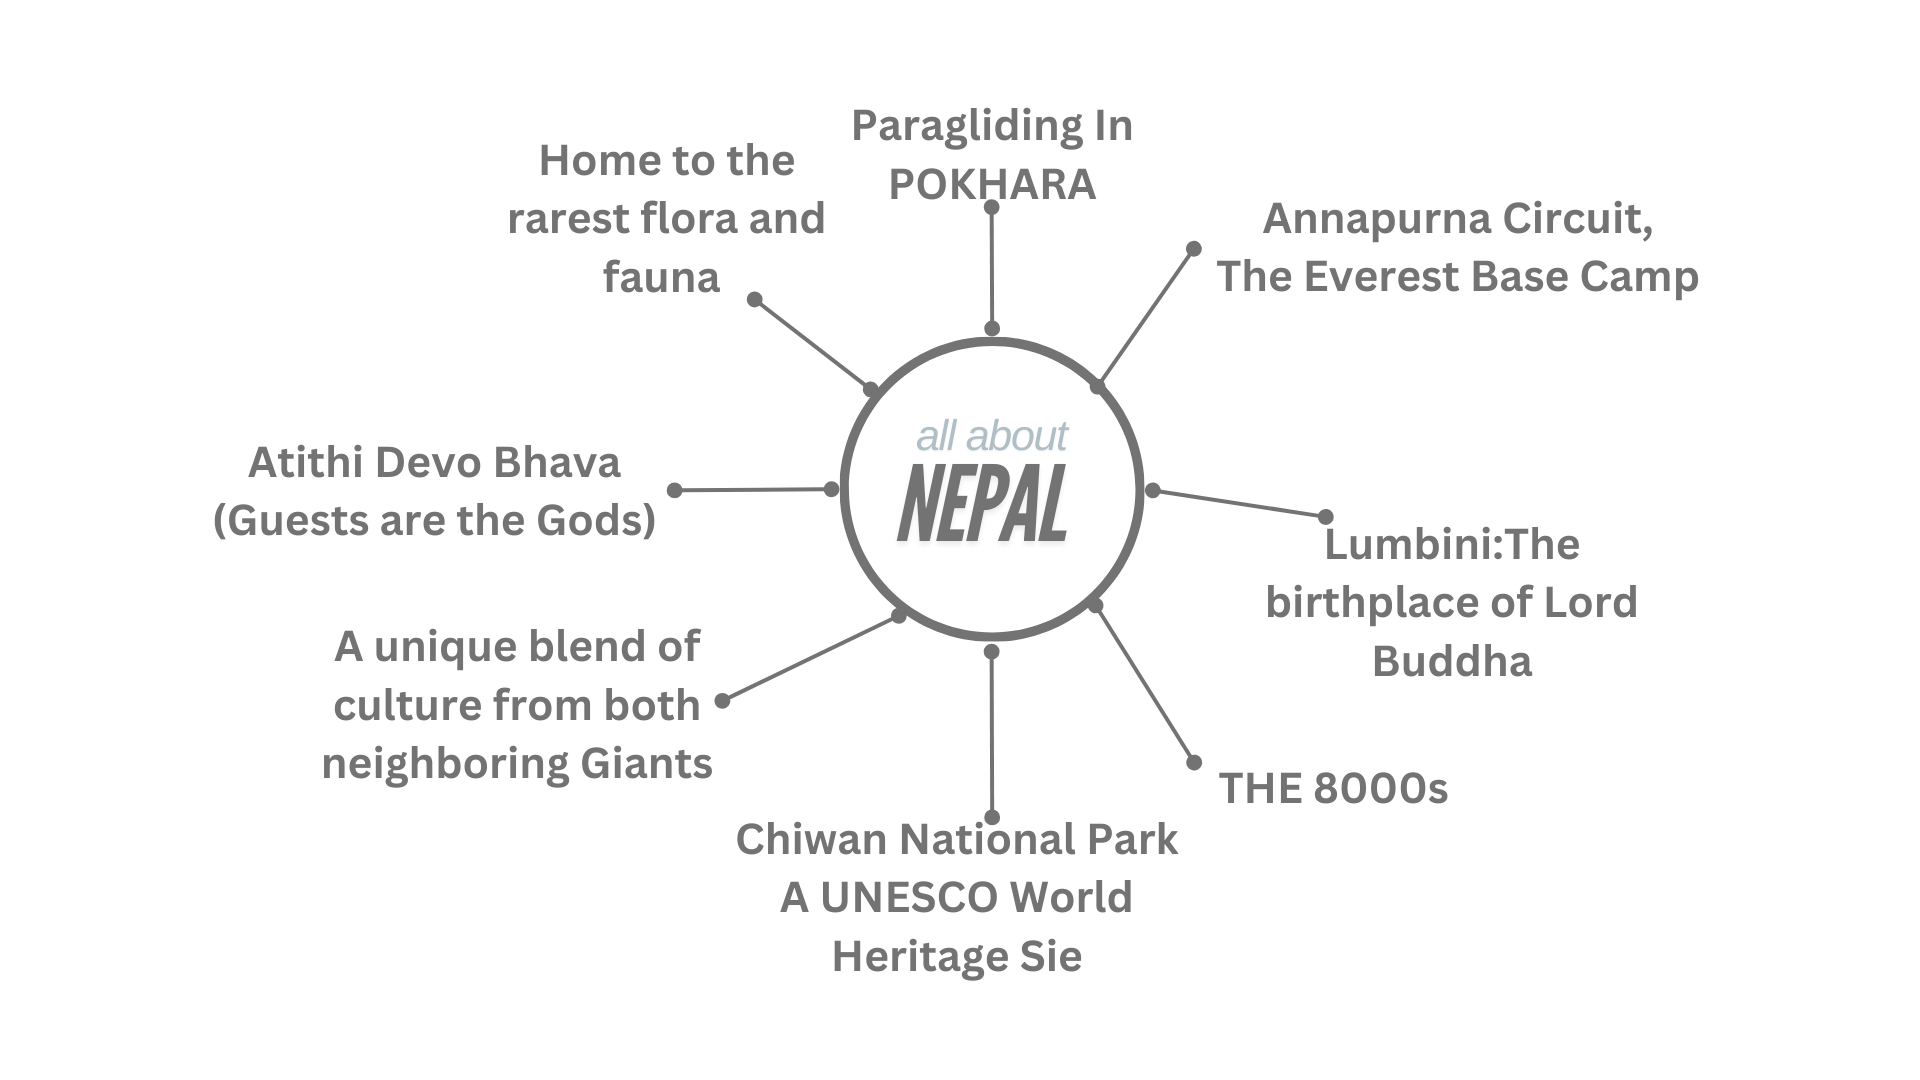 Paragliding In
POKHARA
Home to the
rarest flora and
fauna
Annapurna Circuit,
The Everest Base Camp
all about
NEPAL
Atithi Devo Bhava
(Guests are the Gods)
Lumbini:The
birthplace of Lord
Buddha
A unique blend of
culture from both
neighboring Giants
THE 8000s
Chiwan National Park
A UNESCO World
Heritage Sie